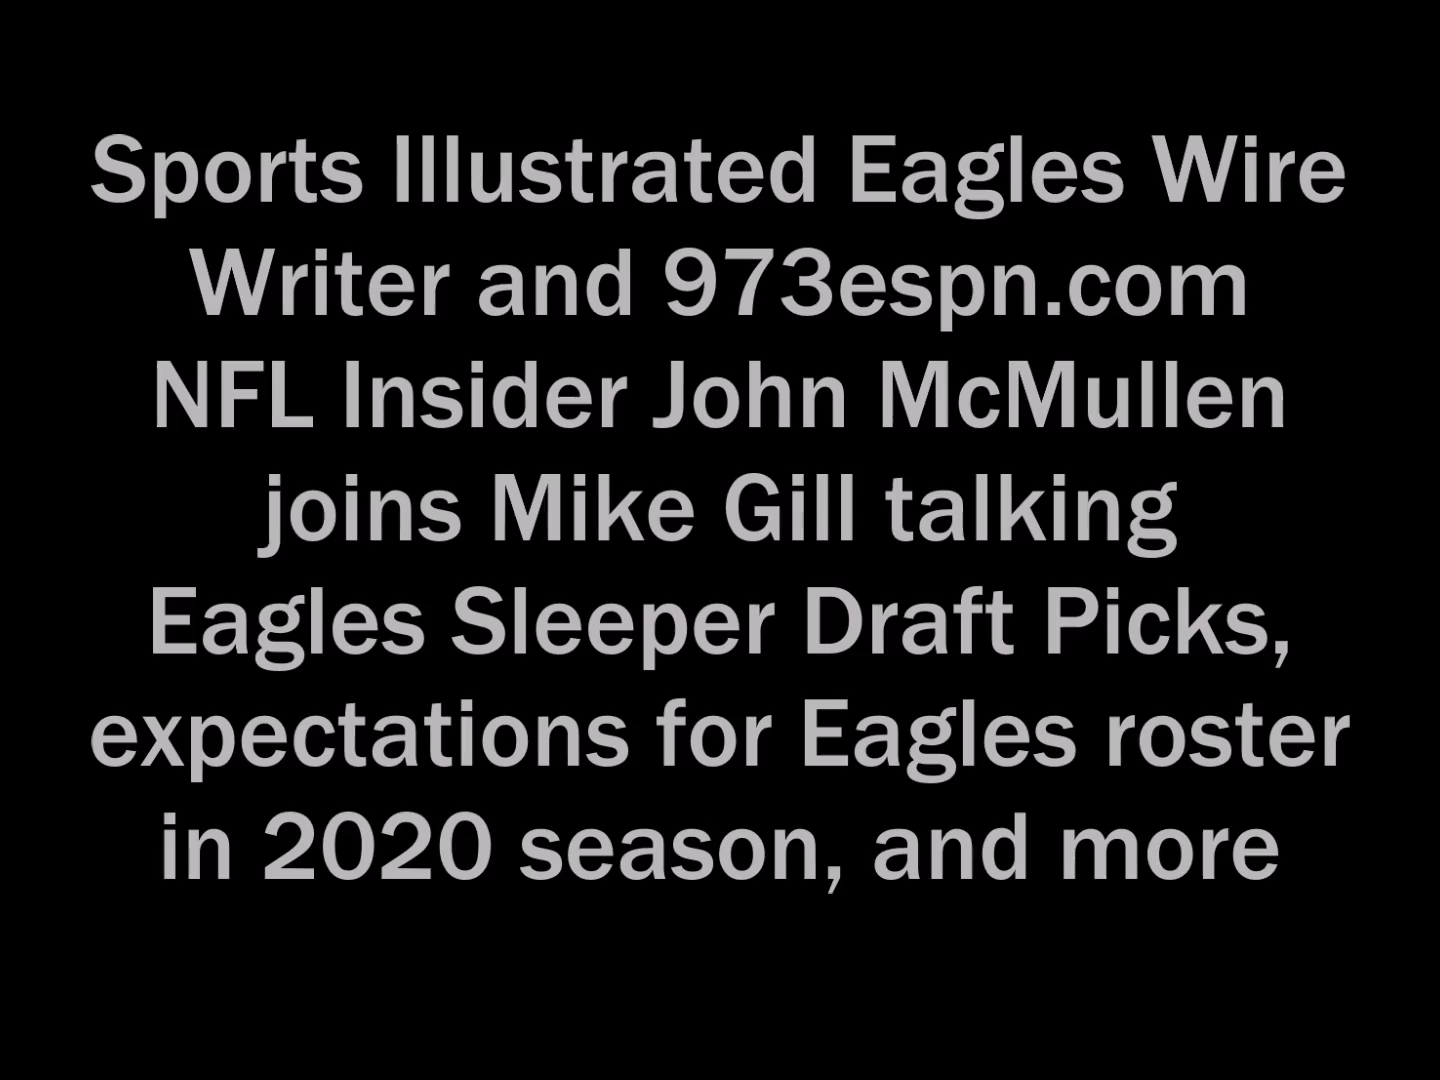 Sports Illustrated Eagles Wire
Writer and 973espn.com
NFL Insider John McMullen
joins Mike Gill talking
Eagles Sleeper Draft Picks,
expectations for Eagles roster
in 2020 season, and more